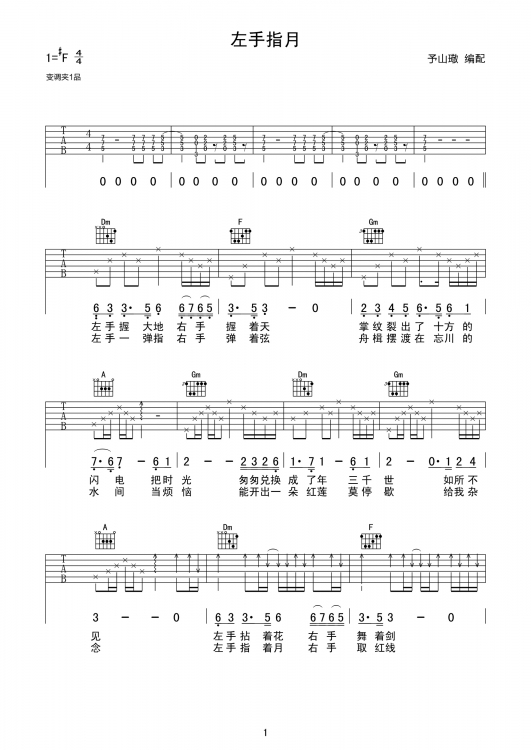 左手指月
1=#F 4/4
予山璥 编配
变调夹1品
T A B 4 4
0 0 0 0 0 0 0 0 0 0 0 0 0 0 0 0 0 0 0 0
Dm F Gm
T A B
6 3 3· 5 6 6 7 6 5 3· 5 3 - 0 2 3 4 5 5 6 6 1
左手握 大地 右手 握着天 掌纹裂出了十方的
左手一 弹指 右手 弹着弦 舟楫摆渡在忘川的
A Gm Dm Gm
T A B
7· 6 7 - 6 1 2 - 0 1 2 1 2 3 1· 7 1 - 6 1 2 - 0 1 2 4
闪电 把时光 匆匆兑换成了年 三千世 如所不
水间 当烦恼 能开出一朵红莲 莫停歇 给我杂
A Dm F
T A B
3 - - 0 6 3 3· 5 6 6 7 6 5 3· 5 6
见 左手拈着花 右手 舞着剑
念 左手指着月 右手 取红线
1